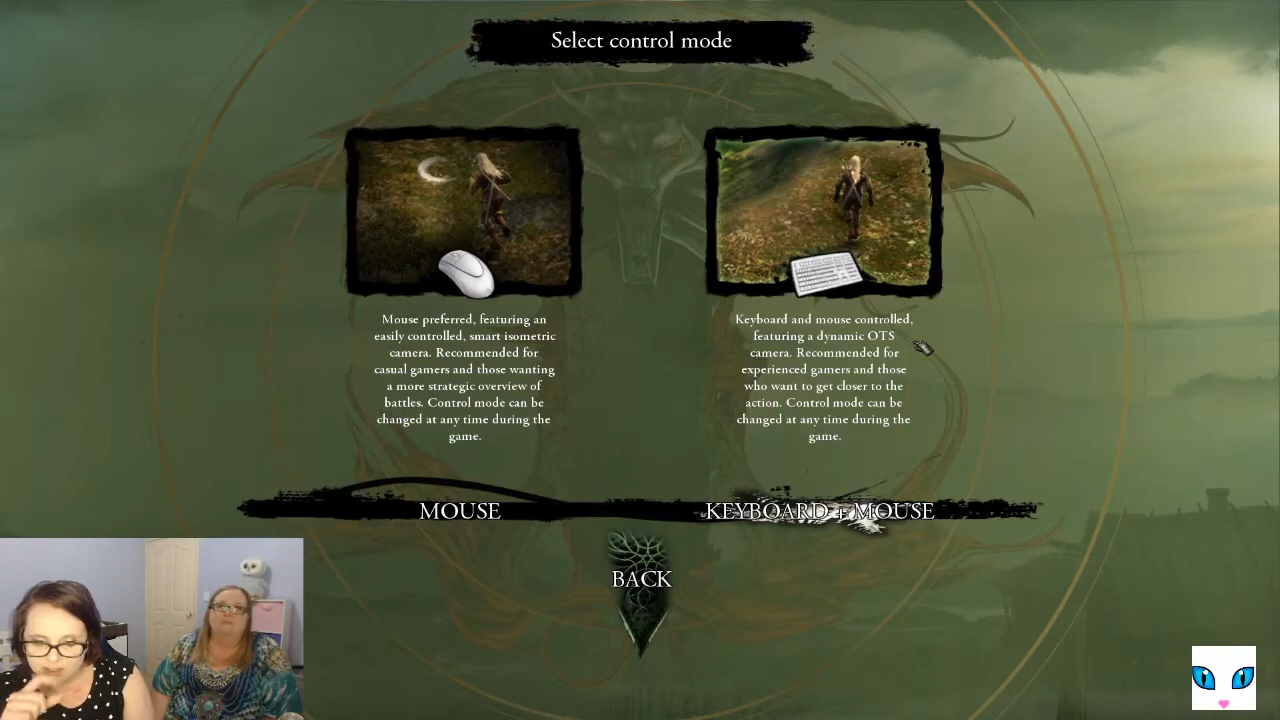 Select control mode
Mouse preferred, featuring an
easily controlled, smart isometric
camera. Recommended for
casual gamers and those wanting
a more strategic overview of
battles. Control mode can be
changed at any time during the
game.
Keyboard and mouse controlled,
featuring a dynamic OTS
camera. Recommended for
experienced gamers and those
who want to get closer to the
action. Control mode can be
changed at any time during the
game.
MOUSE
KEYBOARD + MOUSE
BACK